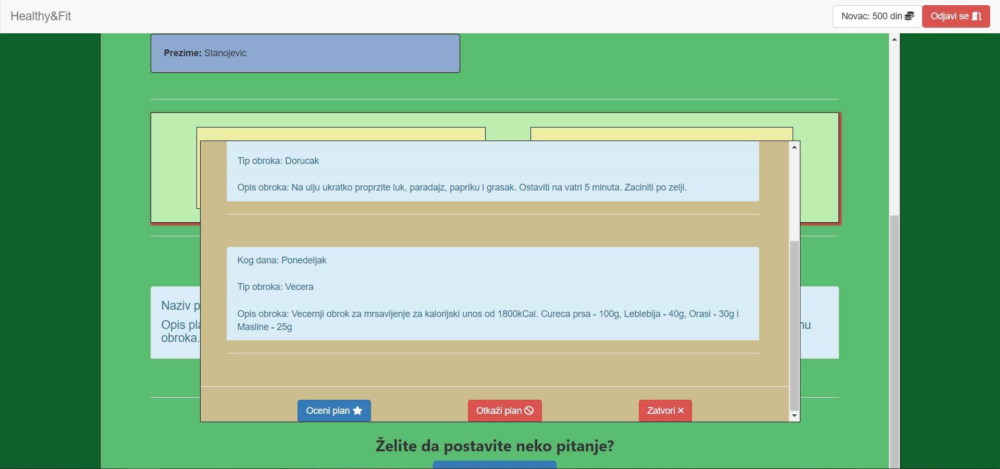 Healthy&Fit
Novac: 500 din
Odjavi se
Prezime: Stanojevic
Tip obroka: Dorucak
Opis obroka: Na ulju ukratko proprzite luk, paradajz, papriku i grasak. Ostaviti na vatri 5 minuta. Zaciniti po zelji.
Kog dana: Ponedeljak
Tip obroka: Vecera
Opis obroka: Vecernji obrok za mrsavljenje za kalorijski unos od 1800kCal. Cureca prsa - 100g, Leblebija - 40g, Orasi - 30g i
Masline - 25g
Naziv p
Opis pla
obroka.
nu
Oceni plan
Otkaži plan
Zatvori
Želite da postavite neko pitanje?